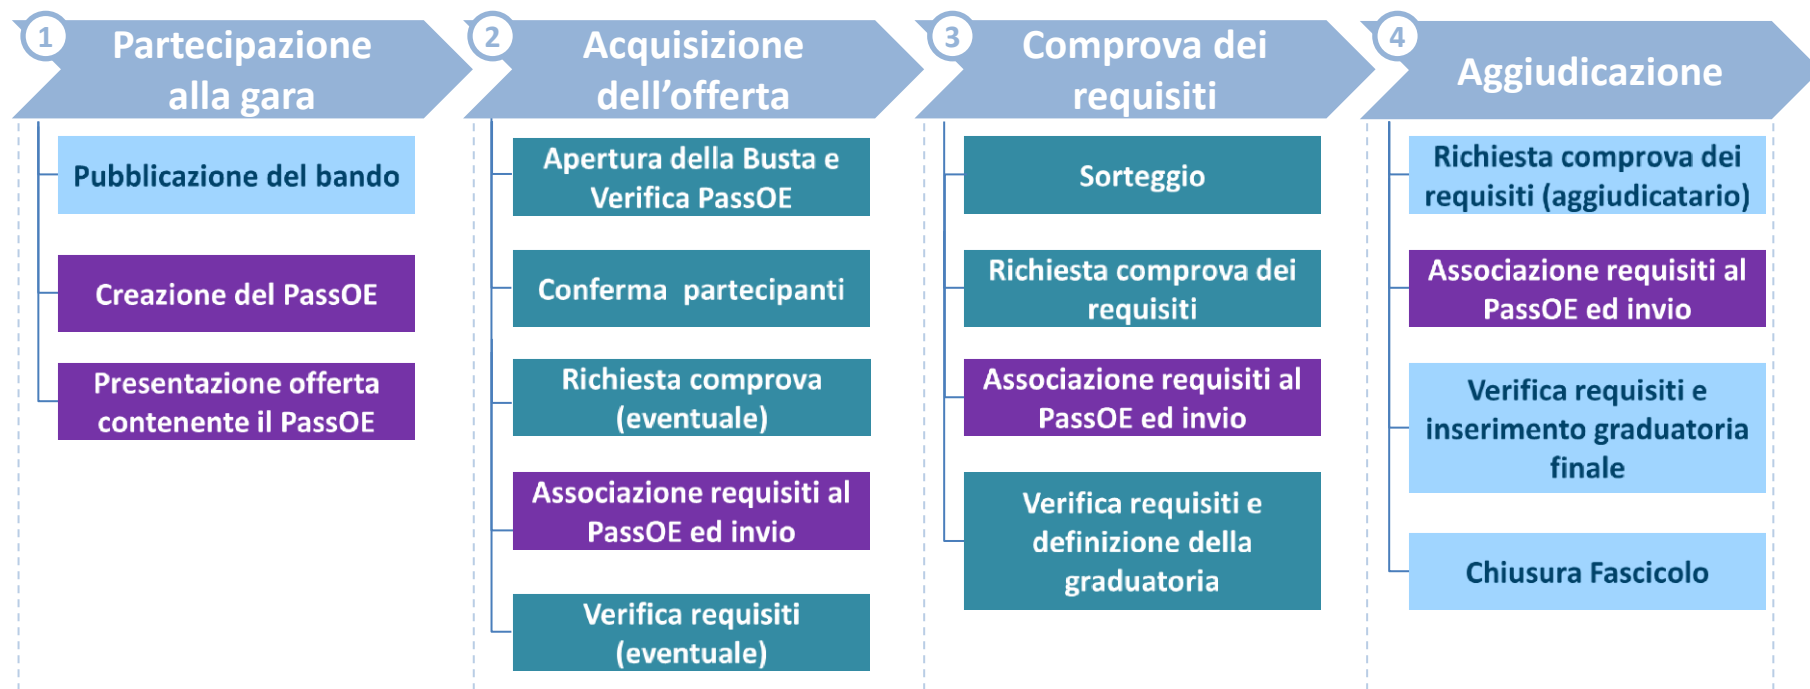 1
Partecipazione
alla gara
Pubblicazione del bando
Creazione del PassOE
Presentazione offerta
contenente il PassOE
2
Acquisizione
dell'offerta
Apertura della Busta e
Verifica PassOE
Conferma  partecipanti
Richiesta comprova
(eventuale)
Associazione requisiti al
PassOE ed invio
Verifica requisiti
(eventuale)
3
Comprova dei
requisiti
Sorteggio
Richiesta comprova dei
requisiti
Associazione requisiti al
PassOE ed invio
Verifica requisiti e
definizione della
graduatoria
4
Aggiudicazione
Richiesta comprova dei
requisiti (aggiudicatario)
Associazione requisiti al
PassOE ed invio
Verifica requisiti e
inserimento graduatoria
finale
Chiusura Fascicolo